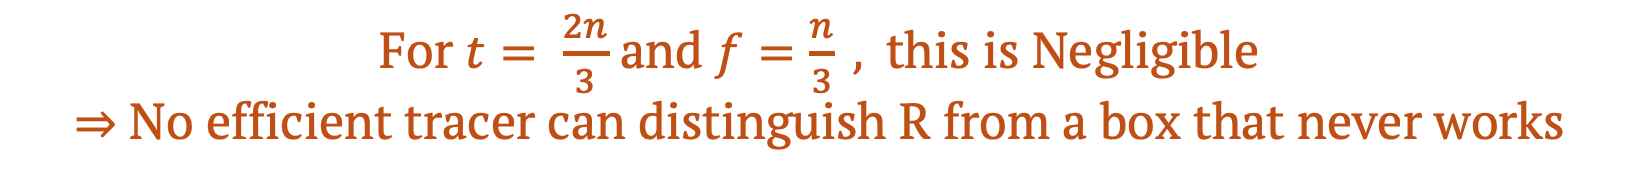 For t = 2n/3 and f = n/3 , this is Negligible
⇒ No efficient tracer can distinguish R from a box that never works